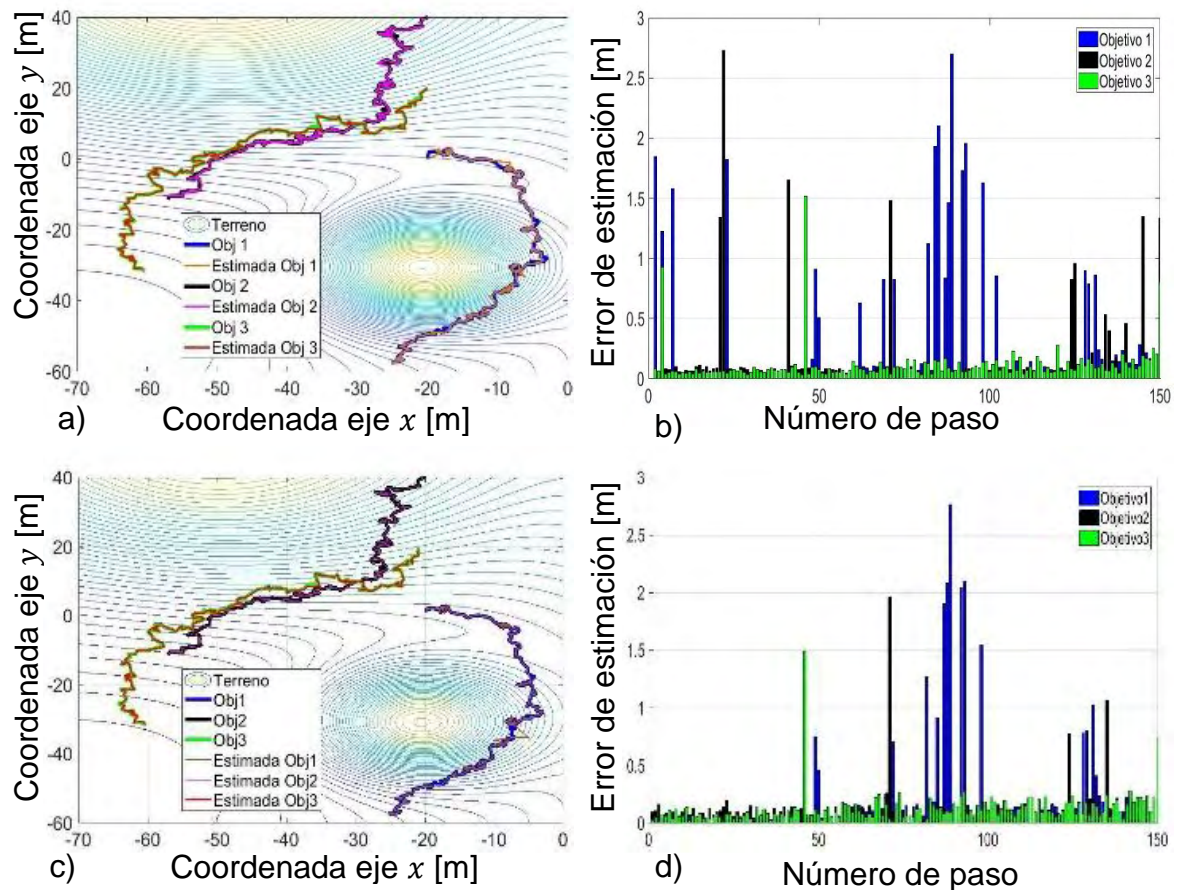 Coordenada eje 𝑦 [m]
40
20
0
-20
-40
-60
-70
-60
-50
-40
-30
-20
-10
0
Terreno
Obj 1
Estimada Obj 1
Obj 2
Estimada Obj 2
Obj 3
Estimada Obj 3
a)
Coordenada eje 𝑥 [m]
Error de estimación [m]
3
2.5
2
1.5
1
0.5
0
0
50
100
150
Objetivo 1
Objetivo 2
Objetivo 3
b)
Número de paso
Coordenada eje 𝑦 [m]
40
20
0
-20
-40
-60
-70
-60
-50
-40
-30
-20
-10
0
Terreno
Obj1
Obj2
Obj3
Estimada Obj1
Estimada Obj2
Estimada Obj3
c)
Coordenada eje 𝑥 [m]
Error de estimación [m]
3
2.5
2
1.5
1
0.5
0
0
50
100
150
Objetivo1
Objetivo2
Objetivo3
d)
Número de paso